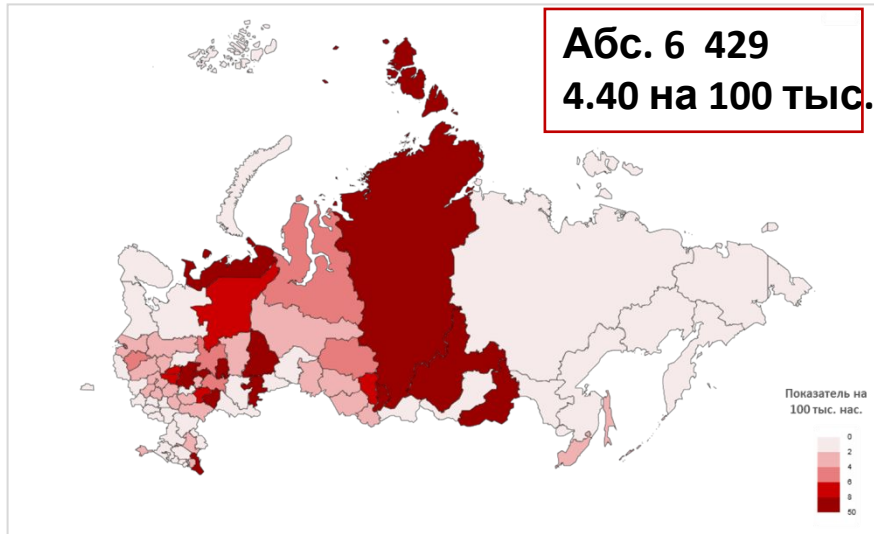 Абс. 6 429
4.40 на 100 тыс.
Показатель на
100 тыс. нас.
0
2
4
6
8
50